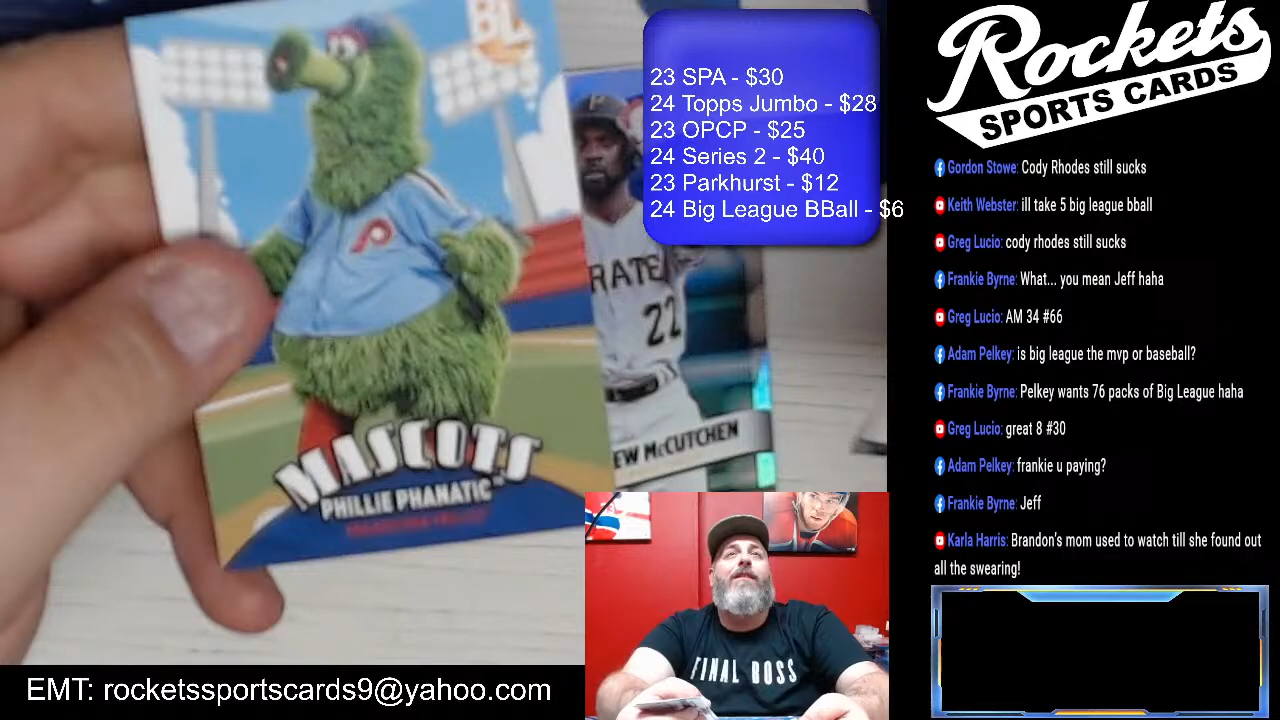 BL
MASCOTS
PHILLIE PHANATIC™
P
PIRATE
22
EW McCUTCHEN
23 SPA - $30
24 Topps Jumbo - $28
23 OPCP - $25
24 Series 2 - $40
23 Parkhurst - $12
24 Big League BBall - $6
Rockets
SPORTS CARDS
Gordon Stowe: Cody Rhodes still sucks
Keith Webster: ill take 5 big league bball
Greg Lucio: cody rhodes still sucks
Frankie Byrne: What... you mean Jeff haha
Greg Lucio: AM 34 #66
Adam Pelkey: is big league the mvp or baseball?
Frankie Byrne: Pelkey wants 76 packs of Big League haha
Greg Lucio: great 8 #30
Adam Pelkey: frankie u paying?
Frankie Byrne: Jeff
Karla Harris: Brandon's mom used to watch till she found out
all the swearing!
FINAL BOSS
EMT: rocketssportscards9@yahoo.com